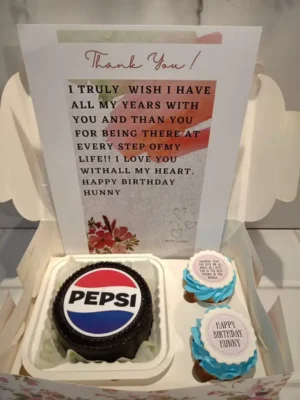 Thank You!
I TRULY WISH I HAVE
ALL MY YEARS WITH
YOU AND THAN YOU
FOR BEING THERE AT
EVERY STEP OFMY
LIFE!! I LOVE YOU
WITHALL MY HEART.
HAPPY BIRTHDAY
HUNNY
PEPSI
HAPPY
BIRTHDAY
HUNNY